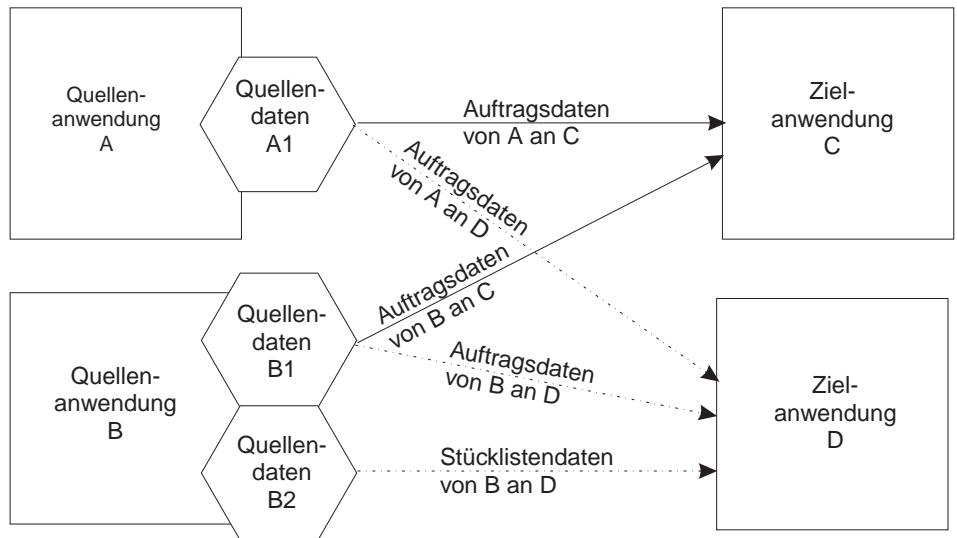 Quellen-
anwendung
A
Quellen-
daten
A1
Auftragsdaten
von A an C
Ziel-
anwendung
C
Auftragsdaten
von A an D
Auftragsdaten
von B an C
Quellen-
anwendung
B
Quellen-
daten
B1
Auftragsdaten
von B an D
Ziel-
anwendung
D
Quellen-
daten
B2
Stücklistendaten
von B an D